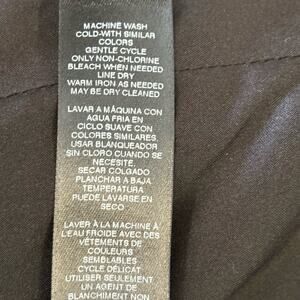 MACHINE WASH
COLD-WITH SIMILAR
COLORS
GENTLE CYCLE
ONLY NON-CHLORINE
BLEACH WHEN NEEDED
LINE DRY
WARM IRON AS NEEDED
MAY BE DRY CLEANED
LAVAR A MÁQUINA CON
AGUA FRIA EN
CICLO SUAVE CON
COLORES SIMILARES.
USAR BLANQUEADOR
SIN CLORO CUANDO SE
NECESITE.
SECAR COLGADO
PLANCHAR A BAJA
TEMPERATURA
PUEDE LAVARSE EN
SECO
LAVER À LA MACHINE À
L'EAU FROIDE AVEC DES
VÊTEMENTS DE
COULEURS
SEMBLABLES
CYCLE DÉLICAT
UTILISER SEULEMENT
UN AGENT DE
BLANCHIMENT NON